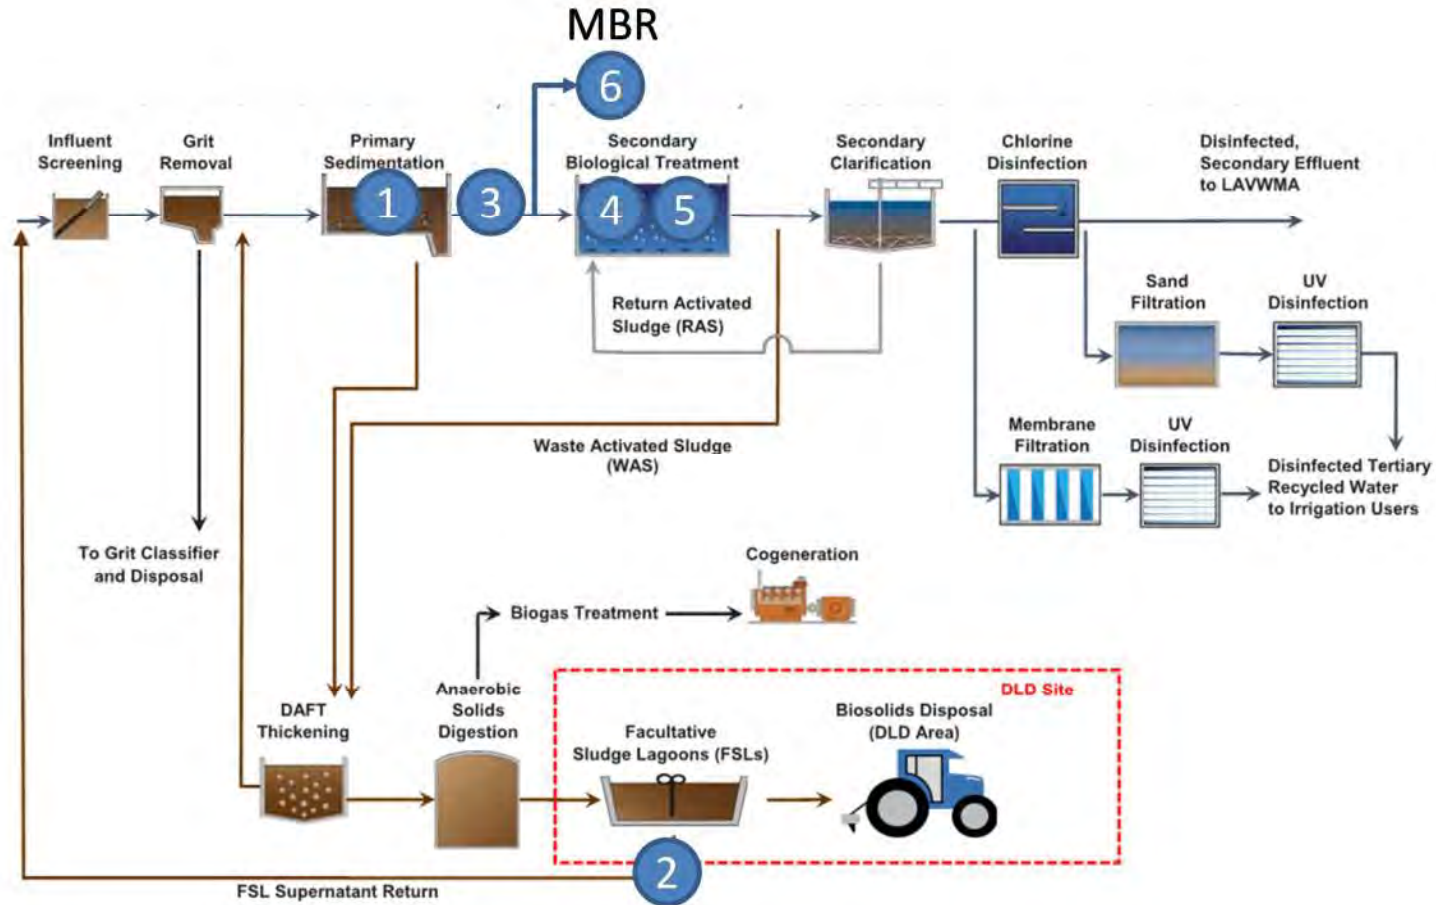 MBR
6
Influent
Screening
Grit
Removal
Primary
Sedimentation
Secondary
Biological Treatment
Secondary
Clarification
Chlorine
Disinfection
Disinfected,
Secondary Effluent
to LAVWMA
1
3
4
5
Return Activated
Sludge (RAS)
Sand
Filtration
UV
Disinfection
Waste Activated Sludge
(WAS)
Membrane
Filtration
UV
Disinfection
Disinfected Tertiary
Recycled Water
to Irrigation Users
To Grit Classifier
and Disposal
Cogeneration
Biogas Treatment
DAFT
Thickening
Anaerobic
Solids
Digestion
DLD Site
Facultative
Sludge Lagoons (FSLs)
Biosolids Disposal
(DLD Area)
2
FSL Supernatant Return